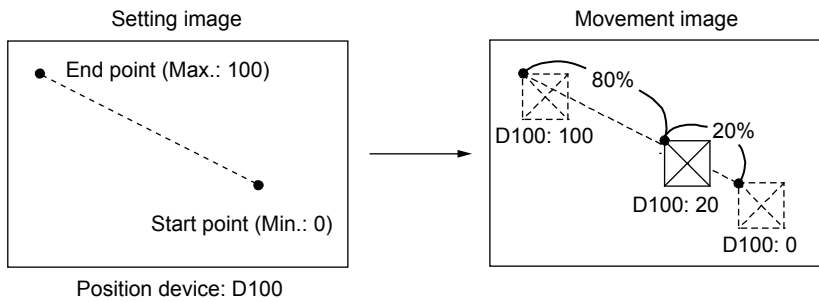 Setting image
End point (Max.: 100)
Start point (Min.: 0)
Position device: D100
Movement image
80%
20%
D100: 100
D100: 20
D100: 0